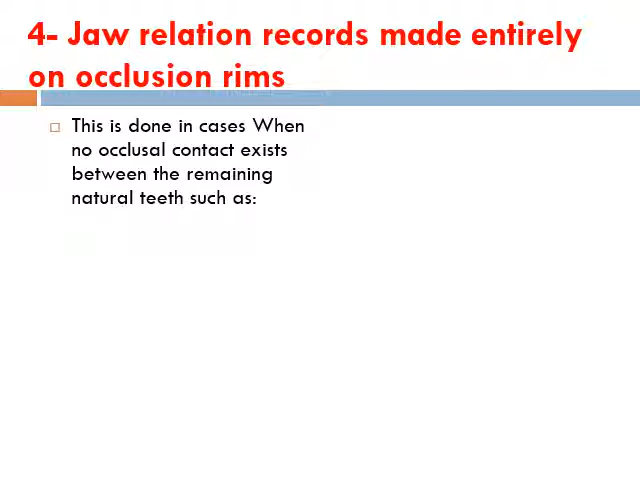 4- Jaw relation records made entirely
on occlusion rims
This is done in cases When
no occlusal contact exists
between the remaining
natural teeth such as: